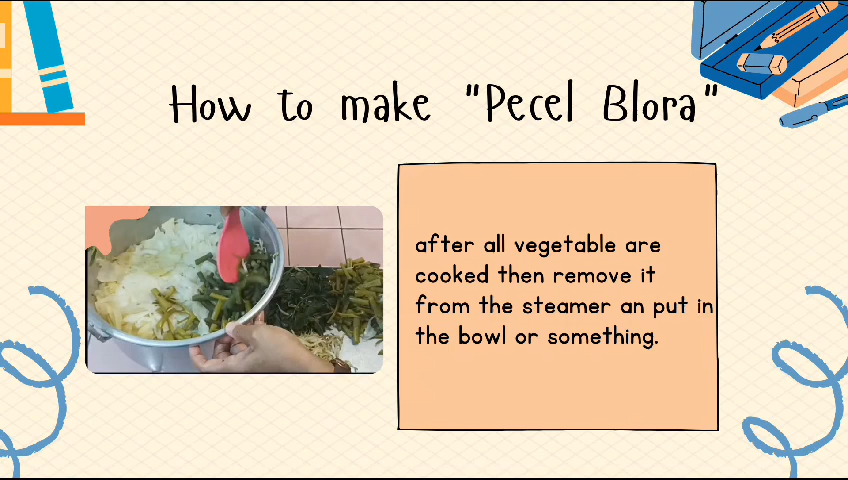 How to make "Pecel Blora"
after all vegetable are
cooked then remove it
from the steamer an put in
the bowl or something.